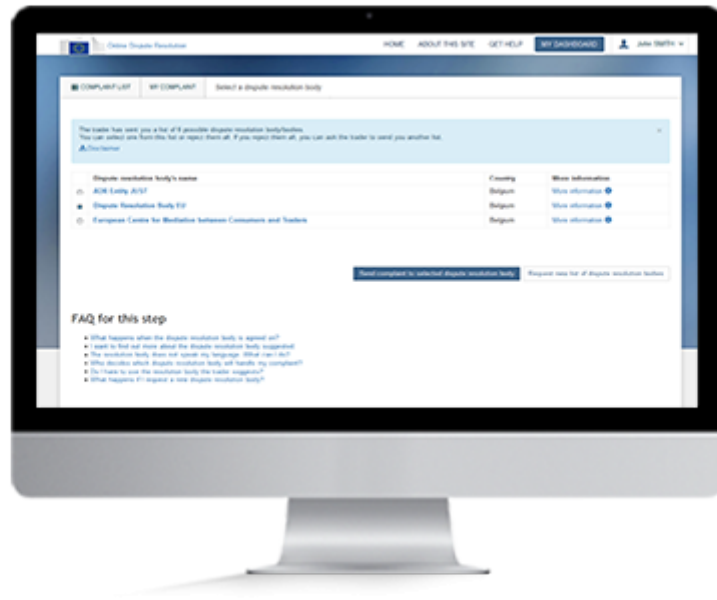 Online Dispute Resolution
HOME ABOUT THIS SITE GET HELP MY DASHBOARD John Smith
COMPLAINT LIST MY COMPLAINT Select a dispute resolution body
The trader has sent you a list of possible dispute resolution body/bodies.
You can select one from this list or reject them all. If you reject them all, you can ask the trader to send you another list.
Disclaimer
Dispute resolution body's name Country More information
ADR Entity JUST Belgium More information
Dispute Resolution Body EU Belgium More information
European Centre for Mediation between Consumers and Traders Belgium More information
Send complaint to selected dispute resolution body Request new list of dispute resolution bodies
FAQ for this step
What happens when the dispute resolution body is agreed on?
I want to find out more about the dispute resolution body suggested
The resolution body does not speak my language. What can I do?
Who decides which dispute resolution body will handle my complaint?
Do I have to use the resolution body the trader suggests?
What happens if I request a new dispute resolution body?